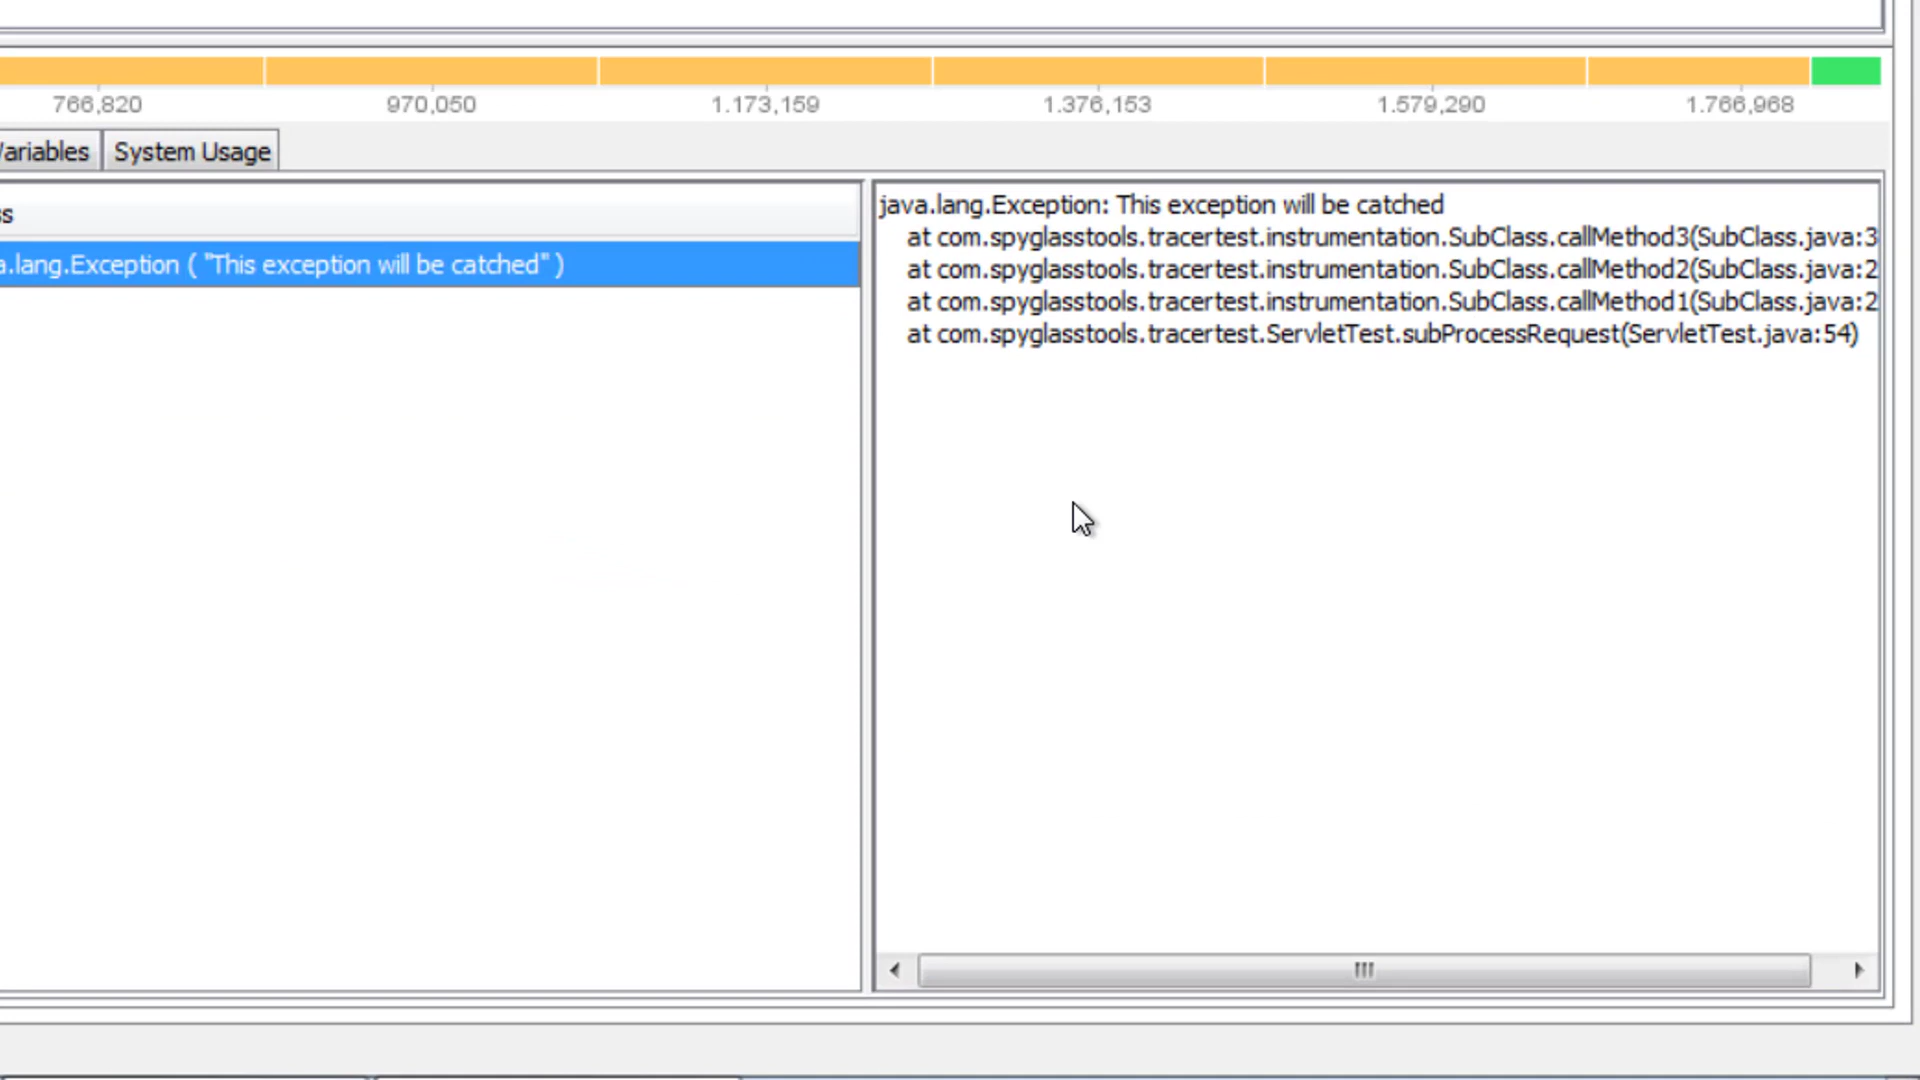 766,820 970,050 1.173,159 1.376,153 1.579,290 1.766,968
Variables System Usage
java.lang.Exception: This exception will be catched
at com.spyglasstools.tracertest.instrumentation.SubClass.callMethod3(SubClass.java:3
at com.spyglasstools.tracertest.instrumentation.SubClass.callMethod2(SubClass.java:2
at com.spyglasstools.tracertest.instrumentation.SubClass.callMethod1(SubClass.java:2
at com.spyglasstools.tracertest.ServletTest.subProcessRequest(ServletTest.java:54)
s
a.lang.Exception ( "This exception will be catched" )